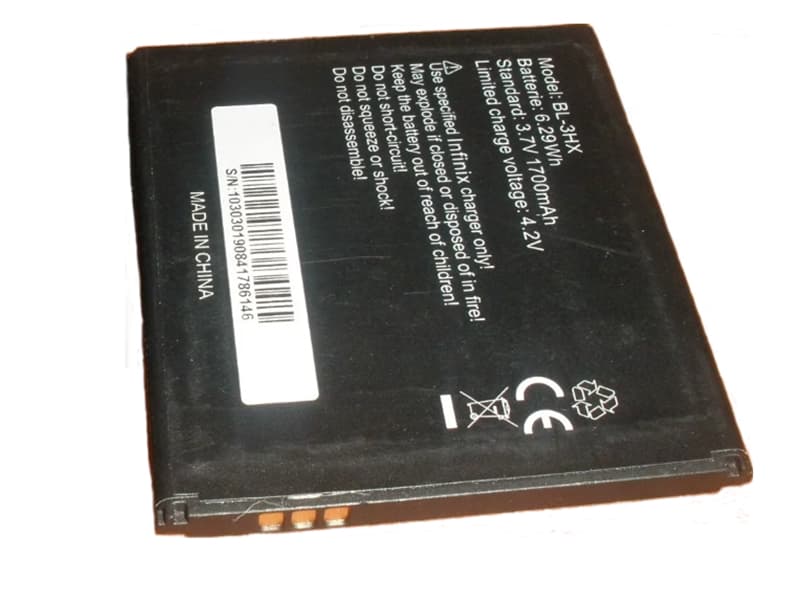 Model: BL-3HX
Batterie: 6.29Wh
Standard: 3.7V 1700mAh
Limited charge voltage: 4.2V
Use specified Infinix charger only!
May explode if closed or disposed of in fire!
Keep the battery out of reach of children!
Do not short-circuit!
Do not squeeze or shock!
Do not disassemble!
CE
S/N:103030190841786146
MADE IN CHINA